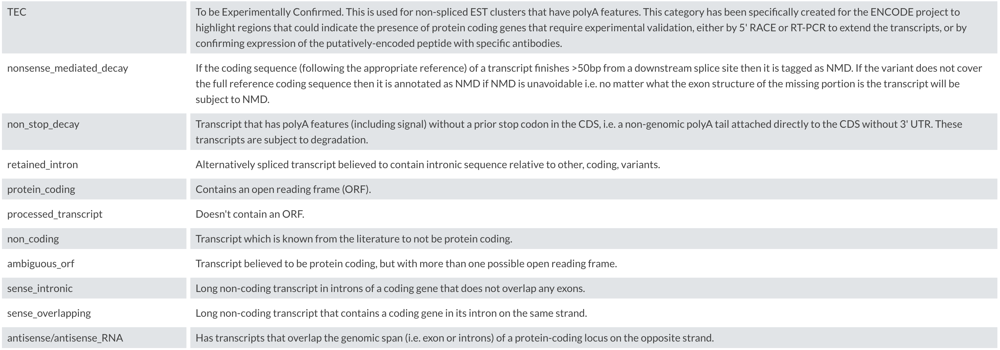 TEC
To be Experimentally Confirmed. This is used for non-spliced EST clusters that have polyA features. This category has been specifically created for the ENCODE project to
highlight regions that could indicate the presence of protein coding genes that require experimental validation, either by 5' RACE or RT-PCR to extend the transcripts, or by
confirming expression of the putatively-encoded peptide with specific antibodies.
nonsense_mediated_decay
If the coding sequence (following the appropriate reference) of a transcript finishes >50bp from a downstream splice site then it is tagged as NMD. If the variant does not cover
the full reference coding sequence then it is annotated as NMD if NMD is unavoidable i.e. no matter what the exon structure of the missing portion is the transcript will be
subject to NMD.
non_stop_decay
Transcript that has polyA features (including signal) without a prior stop codon in the CDS, i.e. a non-genomic polyA tail attached directly to the CDS without 3' UTR. These
transcripts are subject to degradation.
retained_intron
Alternatively spliced transcript believed to contain intronic sequence relative to other, coding, variants.
protein_coding
Contains an open reading frame (ORF).
processed_transcript
Doesn't contain an ORF.
non_coding
Transcript which is known from the literature to not be protein coding.
ambiguous_orf
Transcript believed to be protein coding, but with more than one possible open reading frame.
sense_intronic
Long non-coding transcript in introns of a coding gene that does not overlap any exons.
sense_overlapping
Long non-coding transcript that contains a coding gene in its intron on the same strand.
antisense/antisense_RNA
Has transcripts that overlap the genomic span (i.e. exon or introns) of a protein-coding locus on the opposite strand.